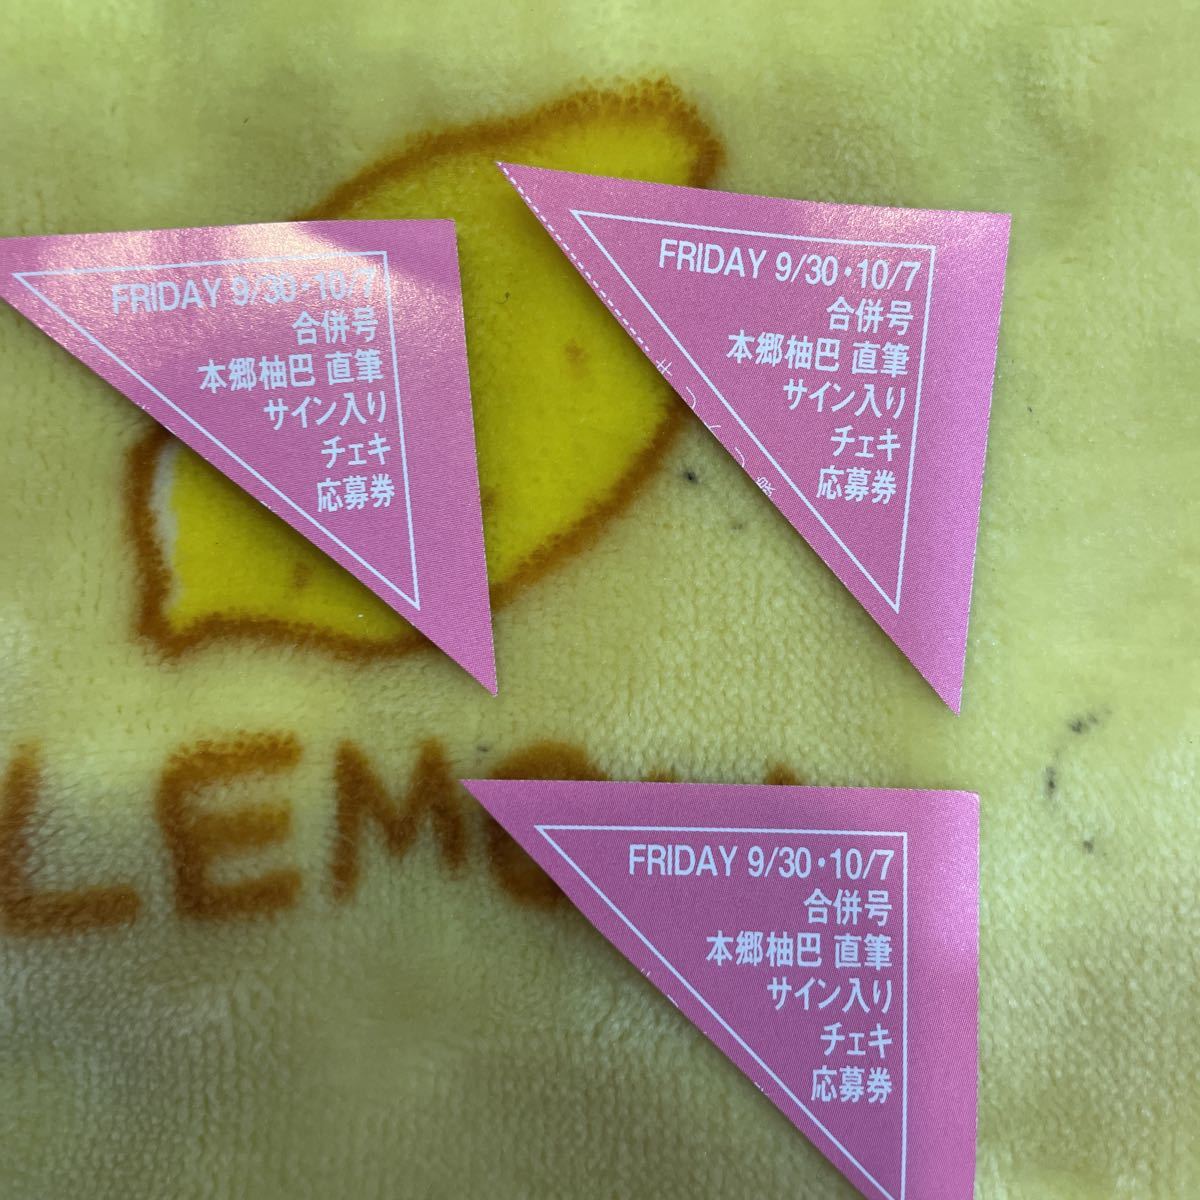 FRIDAY 9/30・10/7
合併号
本郷柚巴 直筆
サイン入り
チェキ
応募券
FRIDAY 9/30・10/7
合併号
本郷柚巴 直筆
サイン入り
チェキ
応募券
FRIDAY 9/30・10/7
合併号
本郷柚巴 直筆
サイン入り
チェキ
応募券